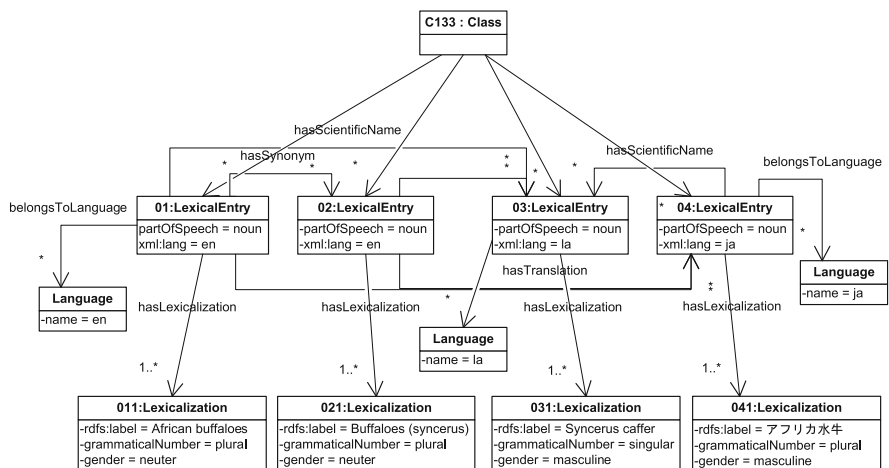 C133 : Class
hasScientificName
hasSynonym
hasScientificName
belongsToLanguage
belongsToLanguage
*
*
*
*
*
*
*
*
*
01:LexicalEntry
partOfSpeech = noun
xml:lang = en
02:LexicalEntry
-partOfSpeech = noun
-xml:lang = en
03:LexicalEntry
-partOfSpeech = noun
-xml:lang = la
*
04:LexicalEntry
-partOfSpeech = noun
-xml:lang = ja
*
hasTranslation
*
*
*
*
Language
-name = en
Language
-name = ja
hasLexicalization
hasLexicalization
hasLexicalization
hasLexicalization
Language
-name = la
1..*
1..*
1..*
1..*
011:Lexicalization
-rdfs:label = African buffaloes
-grammaticalNumber = plural
-gender = neuter
021:Lexicalization
-rdfs:label = Buffaloes (syncerus)
-grammaticalNumber = plural
-gender = neuter
031:Lexicalization
-rdfs:label = Syncerus caffer
-grammaticalNumber = singular
-gender = masculine
041:Lexicalization
-rdfs:label = アフリカ水牛
-grammaticalNumber = plural
-gender = masculine